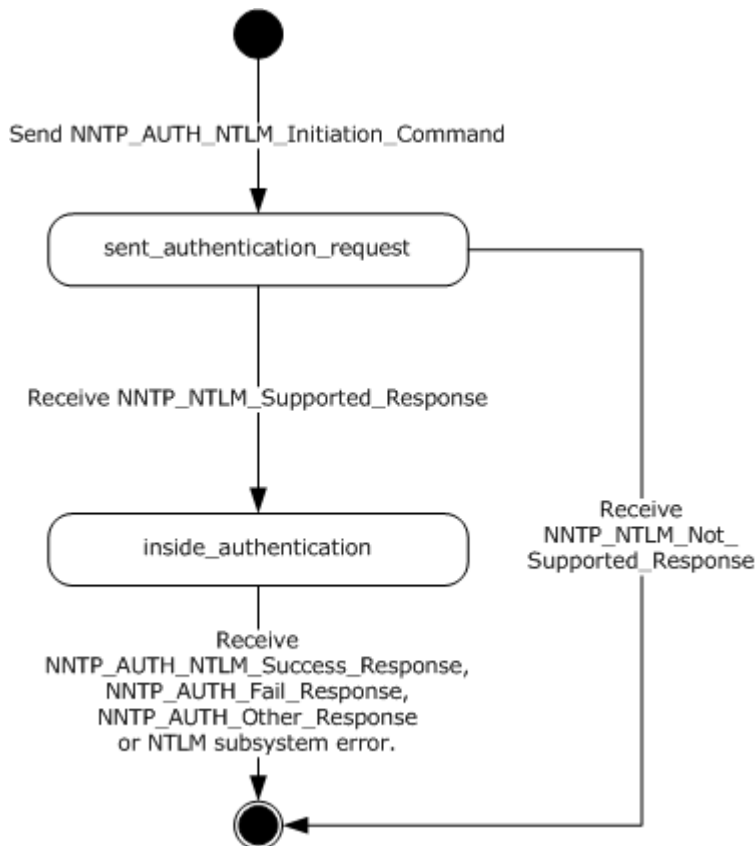 Send NNTP_AUTH_NTLM_Initiation_Command
sent_authentication_request
Receive NNTP_NTLM_Supported_Response
inside_authentication
Receive
NNTP_NTLM_Not_
Supported_Response
Receive
NNTP_AUTH_NTLM_Success_Response,
NNTP_AUTH_Fail_Response,
NNTP_AUTH_Other_Response
or NTLM subsystem error.